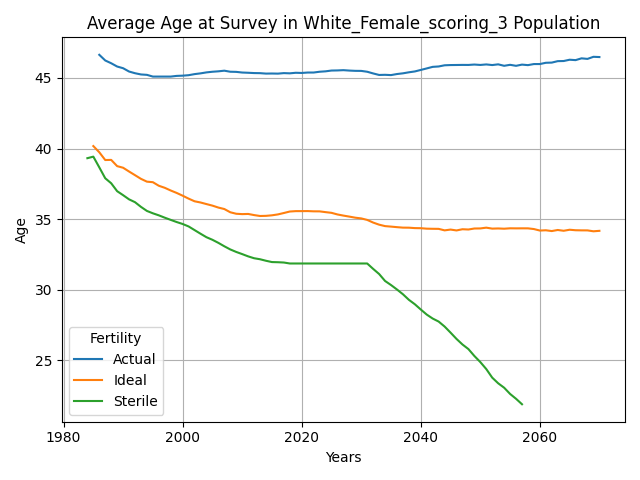 Average Age at Survey in White_Female_scoring_3 Population
Age
45
40
35
30
25
Fertility
Actual
Ideal
Sterile
1980
2000
2020
2040
2060
Years